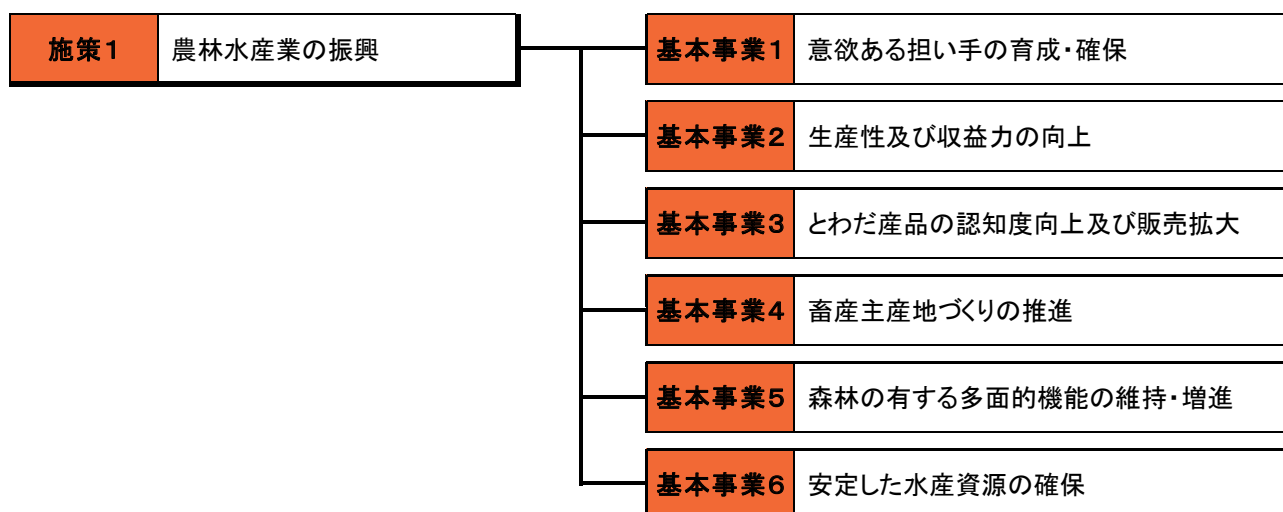 施策1 農林水産業の振興
基本事業1 意欲ある担い手の育成・確保
基本事業2 生産性及び収益力の向上
基本事業3 とわだ産品の認知度向上及び販売拡大
基本事業4 畜産主産地づくりの推進
基本事業5 森林の有する多面的機能の維持・増進
基本事業6 安定した水産資源の確保